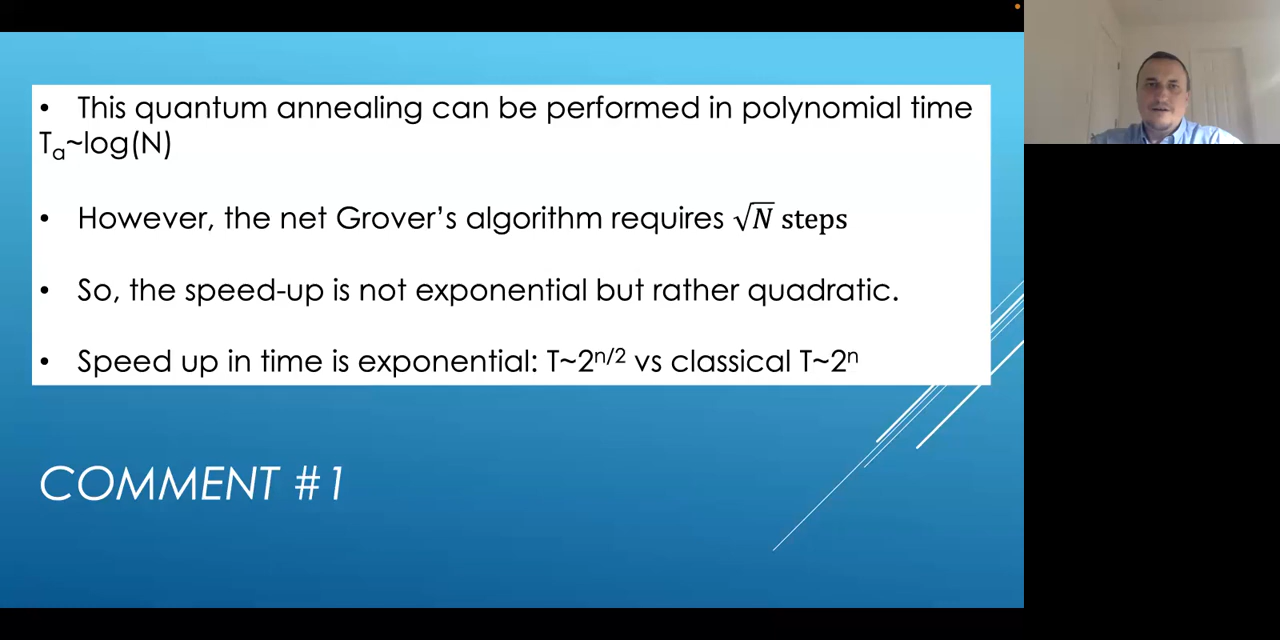 • This quantum annealing can be performed in polynomial time
Tₐ~log(N)
• However, the net Grover’s algorithm requires √N steps
• So, the speed-up is not exponential but rather quadratic.
• Speed up in time is exponential: T~2^(n/2) vs classical T~2ⁿ
COMMENT #1